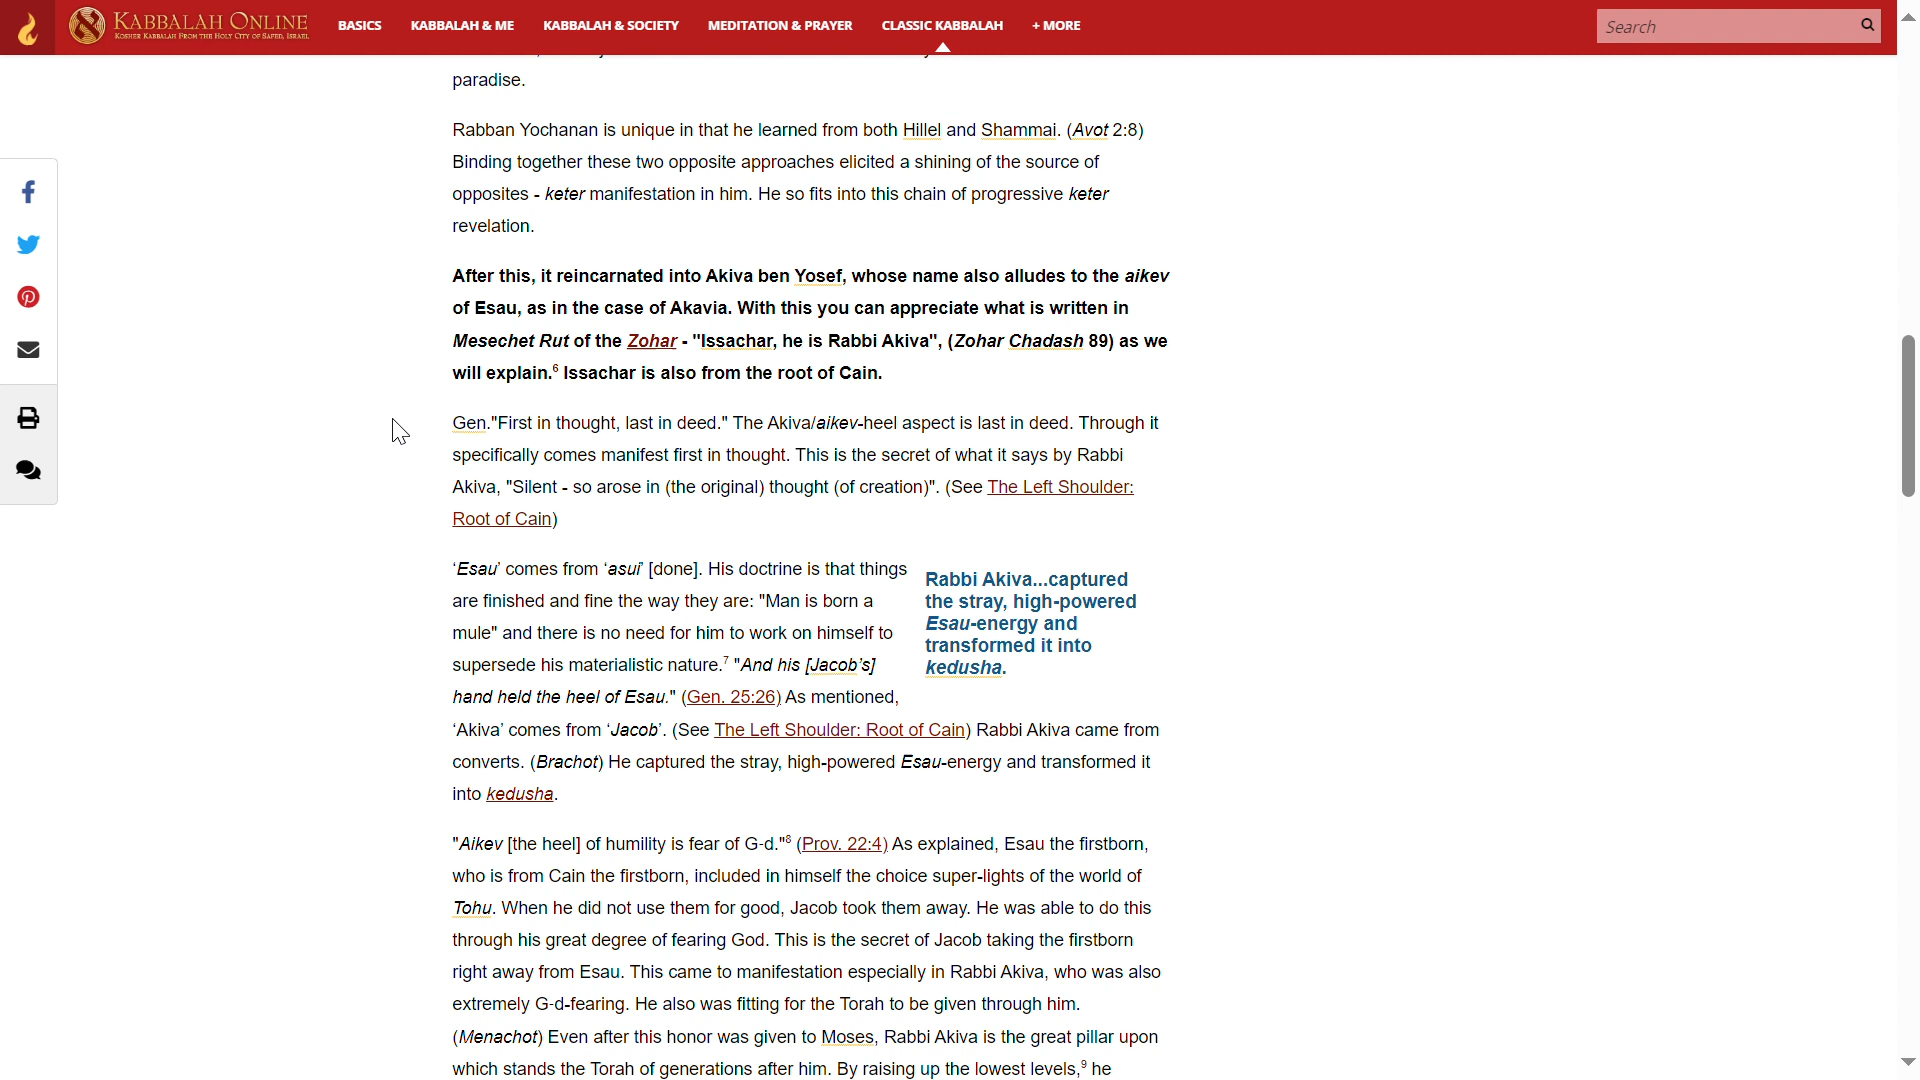 KABBALAH ONLINE
KOSHER KABBALAH FROM THE HOLY CITY OF SAFED, ISRAEL
BASICS
KABBALAH & ME
KABBALAH & SOCIETY
MEDITATION & PRAYER
CLASSIC KABBALAH
+ MORE
Search
paradise.
Rabban Yochanan is unique in that he learned from both Hillel and Shammai. (Avot 2:8)
Binding together these two opposite approaches elicited a shining of the source of
opposites - keter manifestation in him. He so fits into this chain of progressive keter
revelation.
After this, it reincarnated into Akiva ben Yosef, whose name also alludes to the aikev
of Esau, as in the case of Akavia. With this you can appreciate what is written in
Mesechet Rut of the Zohar - "Issachar, he is Rabbi Akiva", (Zohar Chadash 89) as we
will explain.6 Issachar is also from the root of Cain.
Gen."First in thought, last in deed." The Akiva/aikev-heel aspect is last in deed. Through it
specifically comes manifest first in thought. This is the secret of what it says by Rabbi
Akiva, "Silent - so arose in (the original) thought (of creation)". (See The Left Shoulder:
Root of Cain)
‘Esau’ comes from ‘asui’ [done]. His doctrine is that things
are finished and fine the way they are: "Man is born a
mule" and there is no need for him to work on himself to
supersede his materialistic nature.7 "And his [Jacob’s]
hand held the heel of Esau." (Gen. 25:26) As mentioned,
‘Akiva’ comes from ‘Jacob’. (See The Left Shoulder: Root of Cain) Rabbi Akiva came from
converts. (Brachot) He captured the stray, high-powered Esau-energy and transformed it
into kedusha.
Rabbi Akiva...captured
the stray, high-powered
Esau-energy and
transformed it into
kedusha.
"Aikev [the heel] of humility is fear of G-d."8 (Prov. 22:4) As explained, Esau the firstborn,
who is from Cain the firstborn, included in himself the choice super-lights of the world of
Tohu. When he did not use them for good, Jacob took them away. He was able to do this
through his great degree of fearing God. This is the secret of Jacob taking the firstborn
right away from Esau. This came to manifestation especially in Rabbi Akiva, who was also
extremely G-d-fearing. He also was fitting for the Torah to be given through him.
(Menachot) Even after this honor was given to Moses, Rabbi Akiva is the great pillar upon
which stands the Torah of generations after him. By raising up the lowest levels,9 he